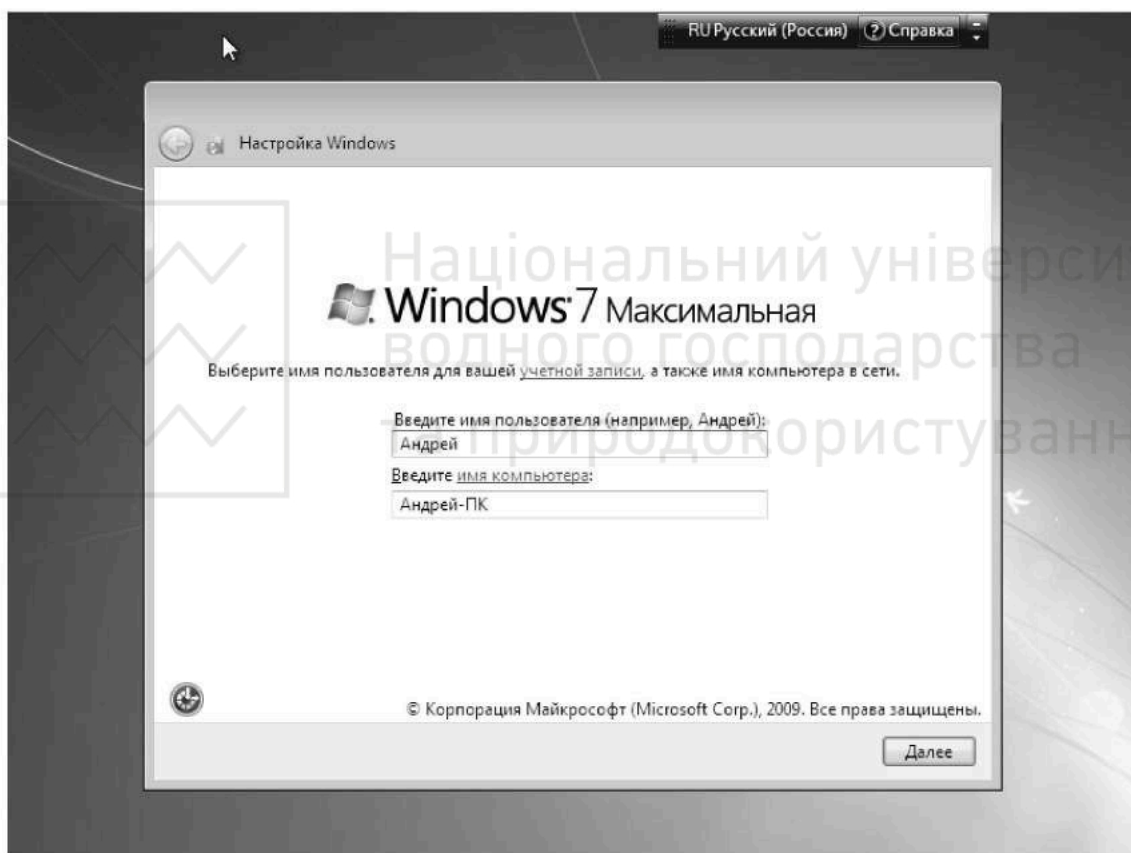 RU Русский (Россия) Справка
Настройка Windows
Національний універси
Windows 7 Максимальная
водного господарства
Выберите имя пользователя для вашей учетной записи, а также имя компьютера в сети.
Введите имя пользователя (например, Андрей):
та природокористуванн
Андрей
Введите имя компьютера:
Андрей-ПК
© Корпорация Майкрософт (Microsoft Corp.), 2009. Все права защищены.
Далее